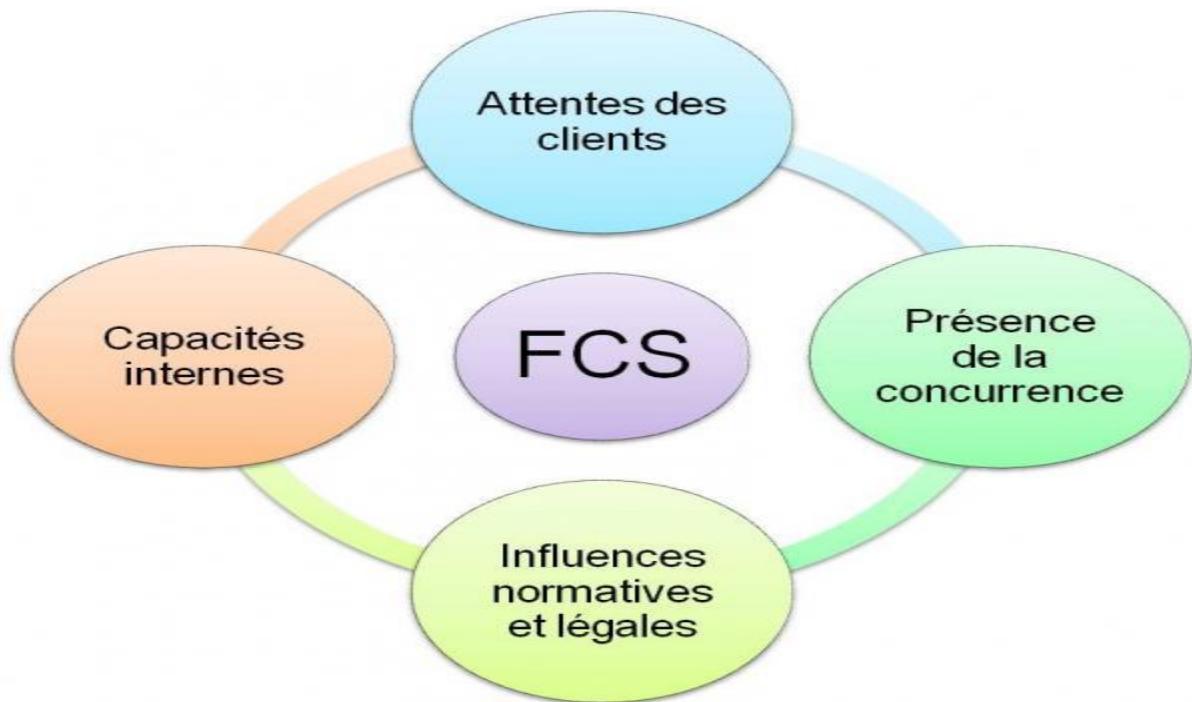 Attentes des
clients
Capacités
internes
FCS
Présence
de la
concurrence
Influences
normatives
et légales